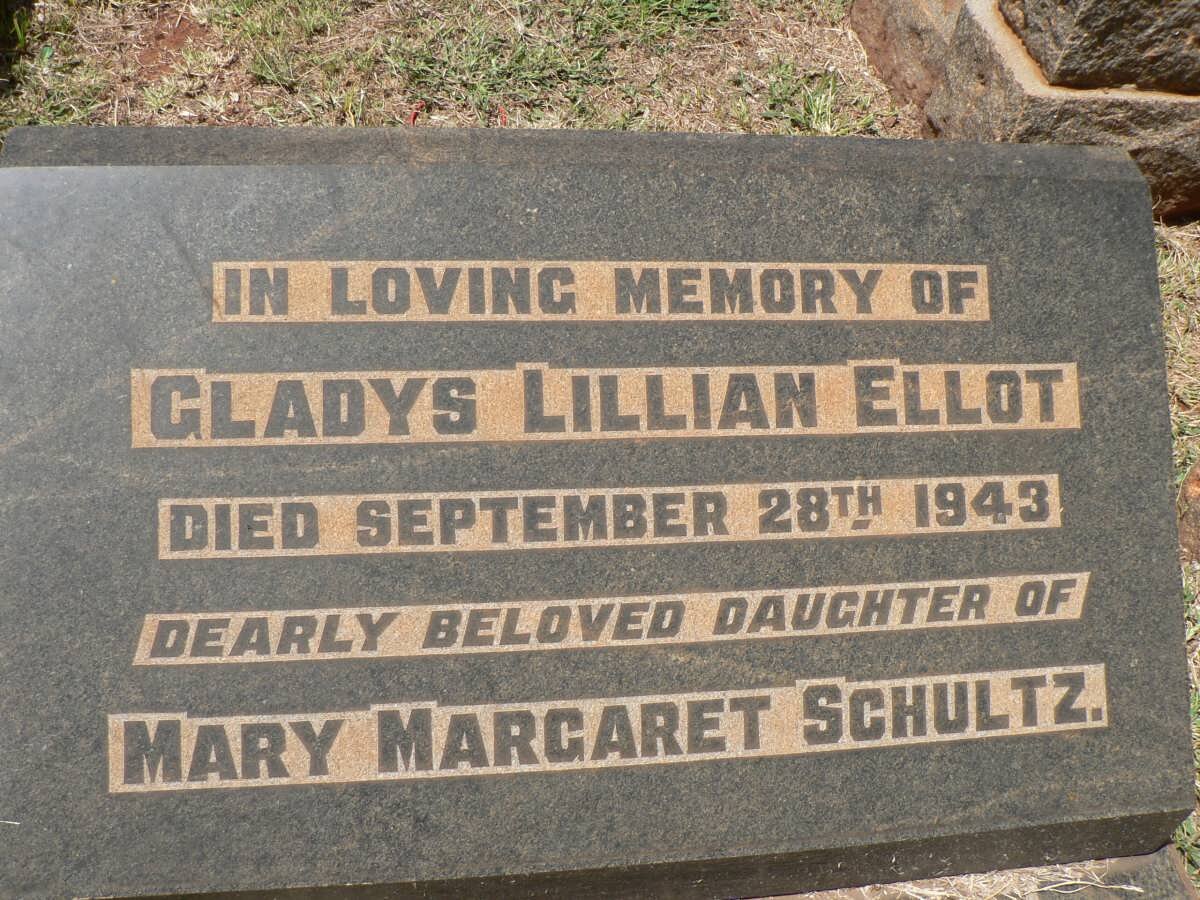 IN LOVING MEMORY OF
GLADYS LILLIAN ELLOT
DIED SEPTEMBER 28TH 1943
DEARLY BELOVED DAUGHTER OF
MARY MARGARET SCHULTZ.